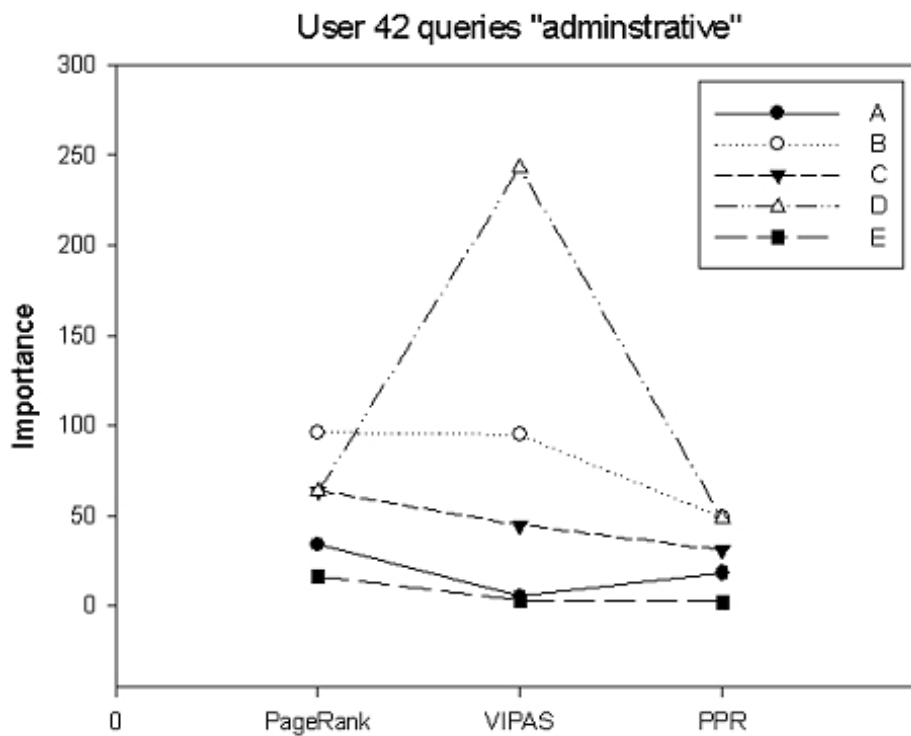 User 42 queries "adminstrative"
300
250
200
150
100
50
0
Importance
A
B
C
D
E
0
PageRank
VIPAS
PPR